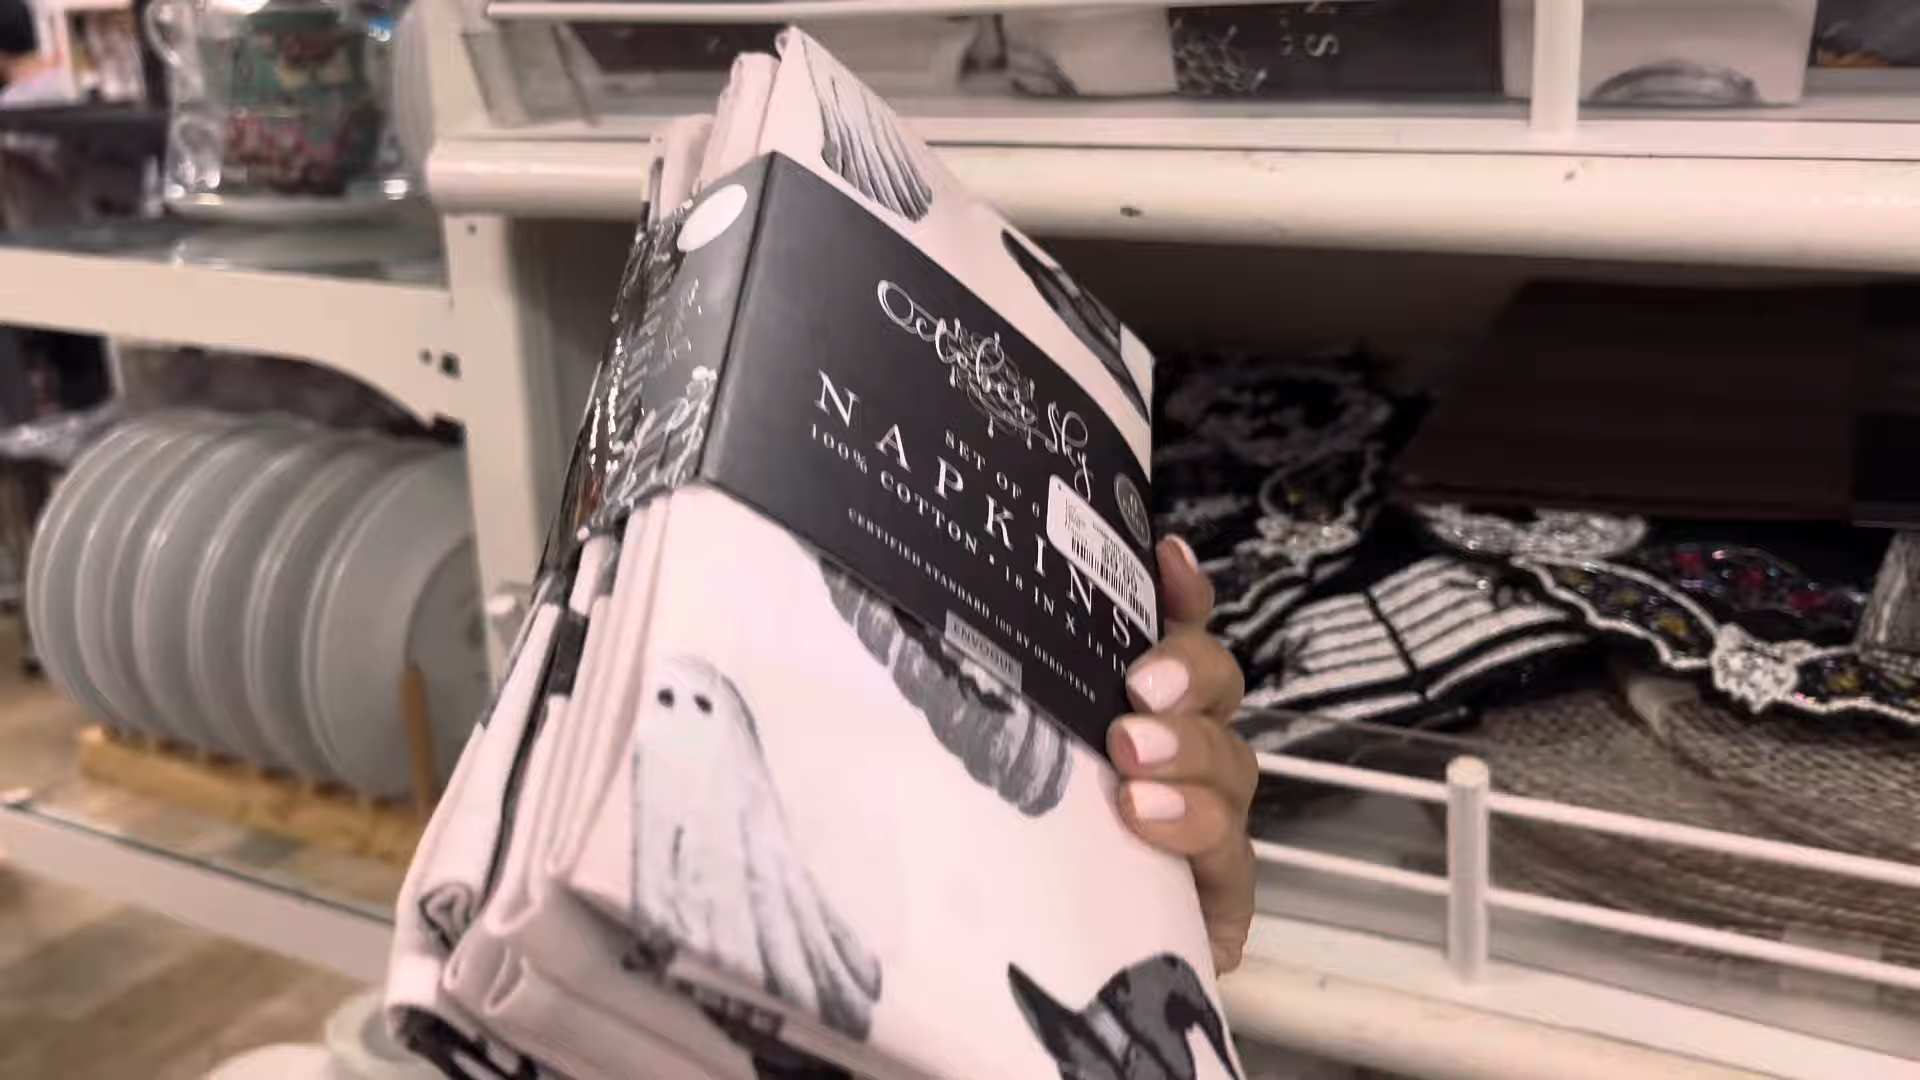 October Sky
SET OF 6
NAPKINS
100% COTTON • 18 IN X 18 IN
CERTIFIED STANDARD 100 BY OEKO-TEX®
ENVOGUE